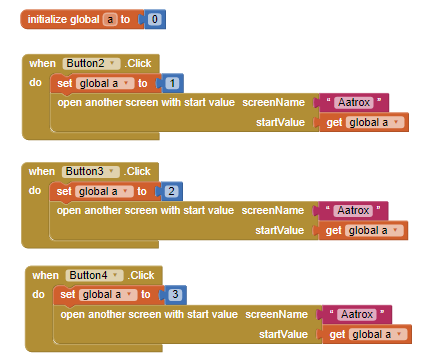 initialize global a to 0
when Button2 .Click
do set global a to 1
open another screen with start value screenName " Aatrox "
startValue get global a
when Button3 .Click
do set global a to 2
open another screen with start value screenName " Aatrox "
startValue get global a
when Button4 .Click
do set global a to 3
open another screen with start value screenName " Aatrox "
startValue get global a